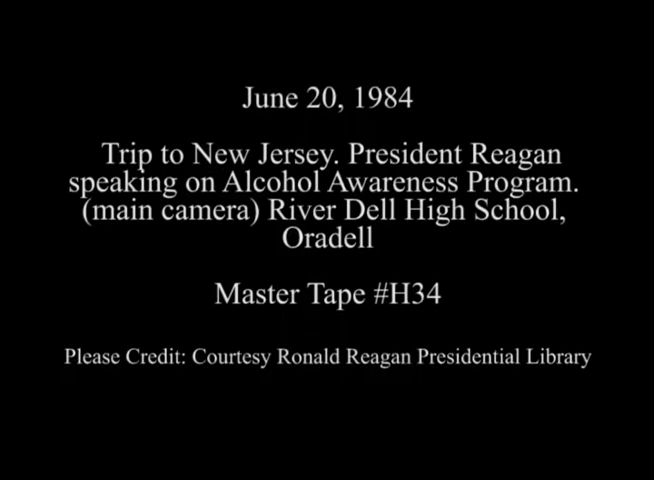 June 20, 1984
Trip to New Jersey. President Reagan
speaking on Alcohol Awareness Program.
(main camera) River Dell High School,
Oradell
Master Tape #H34
Please Credit: Courtesy Ronald Reagan Presidential Library